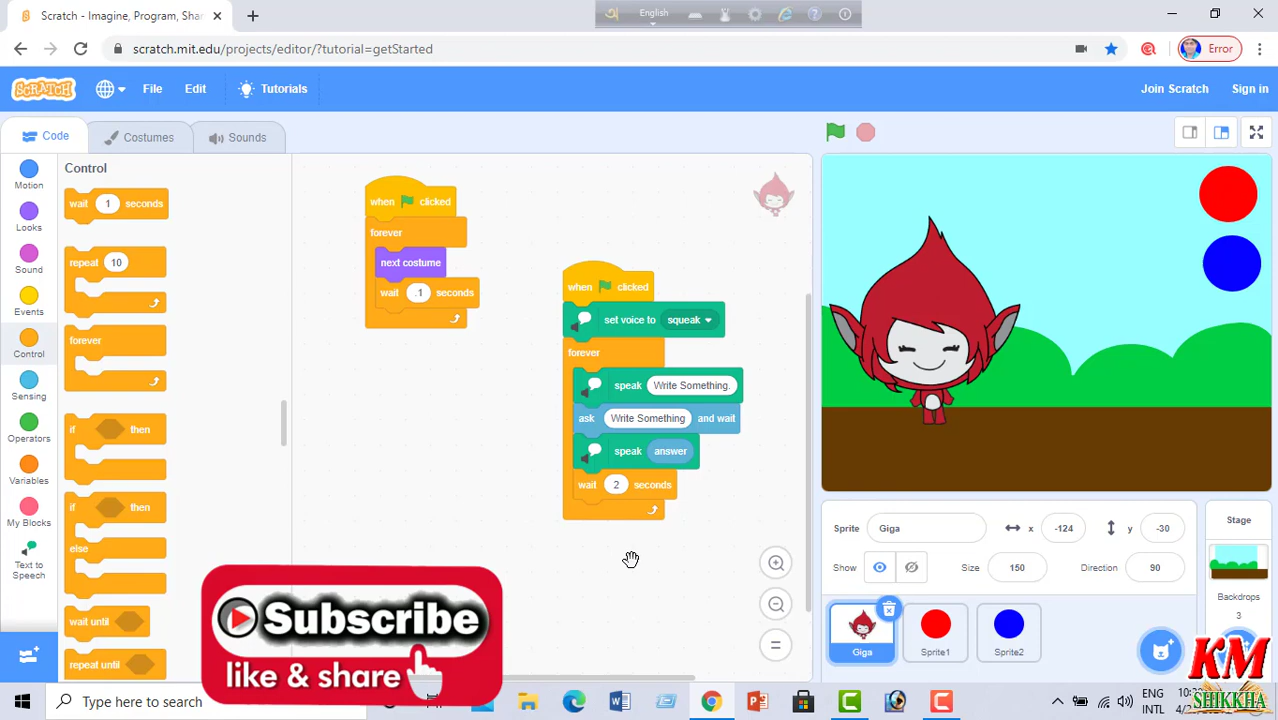 Scratch - Imagine, Program, Shar
English
scratch.mit.edu/projects/editor/?tutorial=getStarted
Error
SCRATCH
File
Edit
Tutorials
Join Scratch
Sign in
Code
Costumes
Sounds
Motion
Looks
Sound
Events
Control
Sensing
Operators
Variables
My Blocks
Text to
Speech
Control
wait 1 seconds
repeat 10
forever
if then
if then
else
wait until
repeat until
when clicked
forever
next costume
wait .1 seconds
when clicked
set voice to squeak
forever
speak Write Something.
ask Write Something and wait
speak answer
wait 2 seconds
Sprite Giga x -124 y -30
Show Size 150 Direction 90
Giga
Sprite1
Sprite2
Stage
Backdrops
3
Subscribe
like & share
KM
SHIKKHA
Type here to search
ENG
INTL